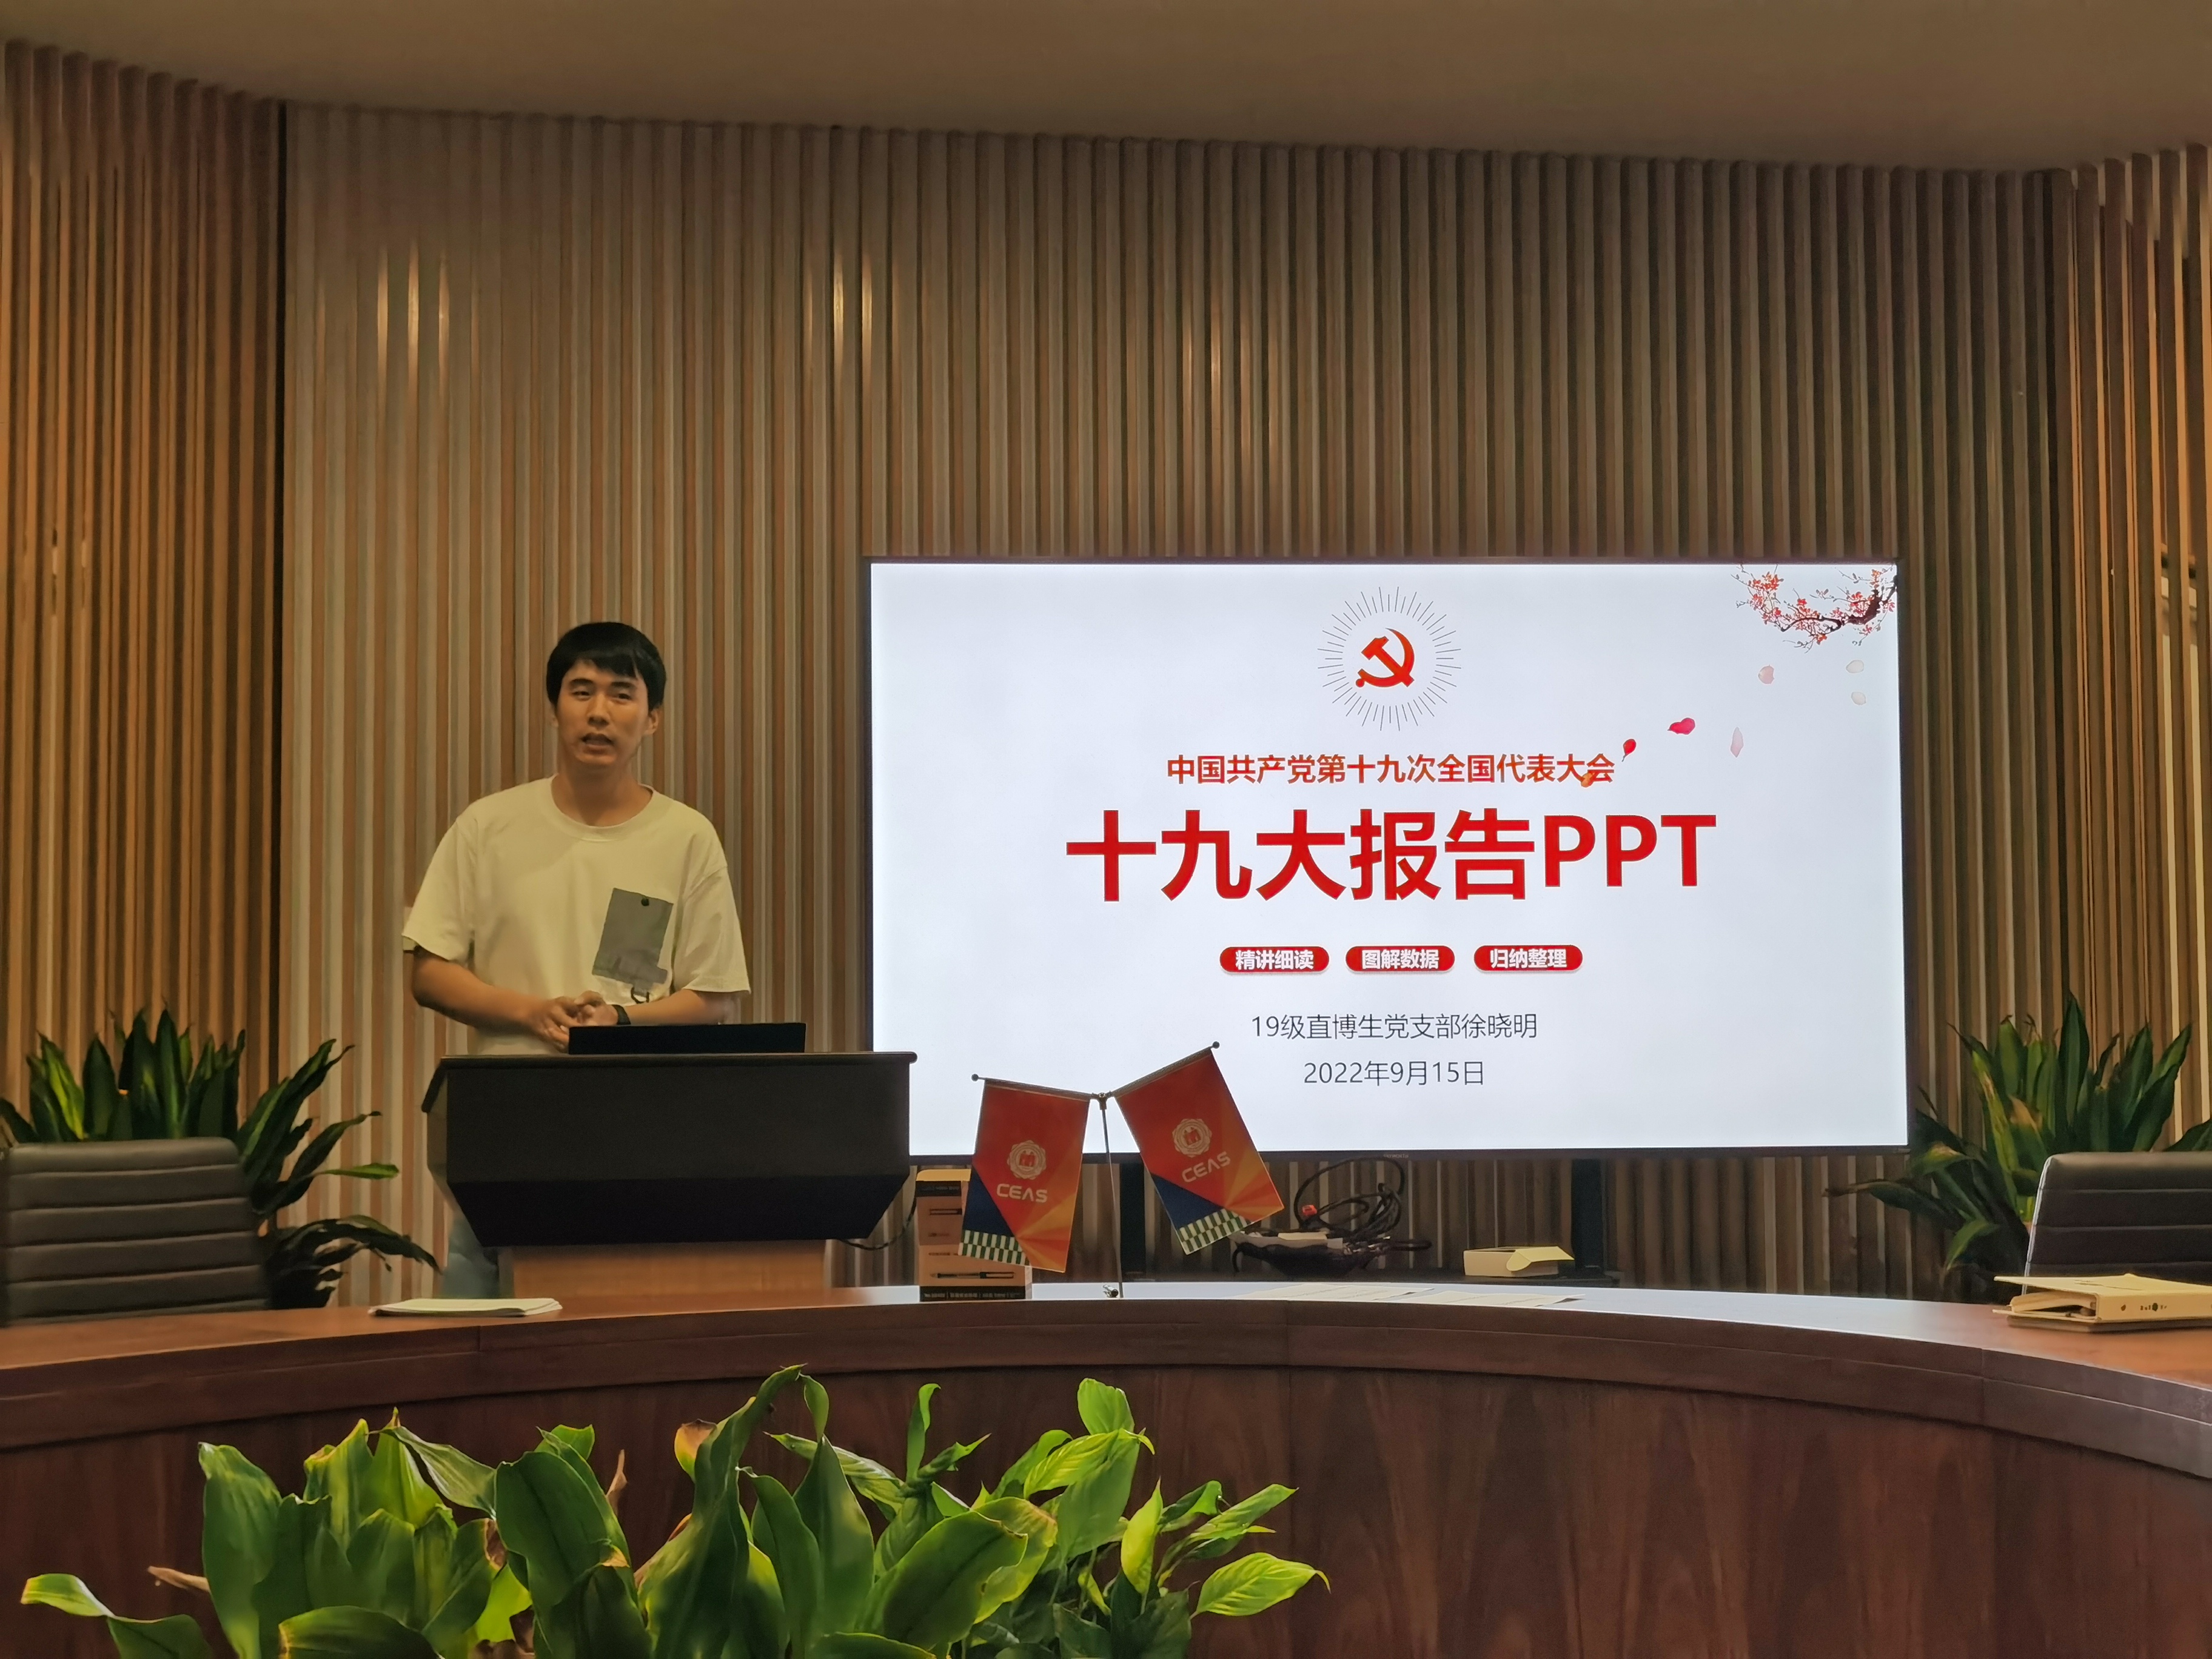 中国共产党第十九次全国代表大会
十九大报告PPT
精讲细读 图解数据 归纳整理
19级直博生党支部徐晓明
2022年9月15日
CEAS
CEAS